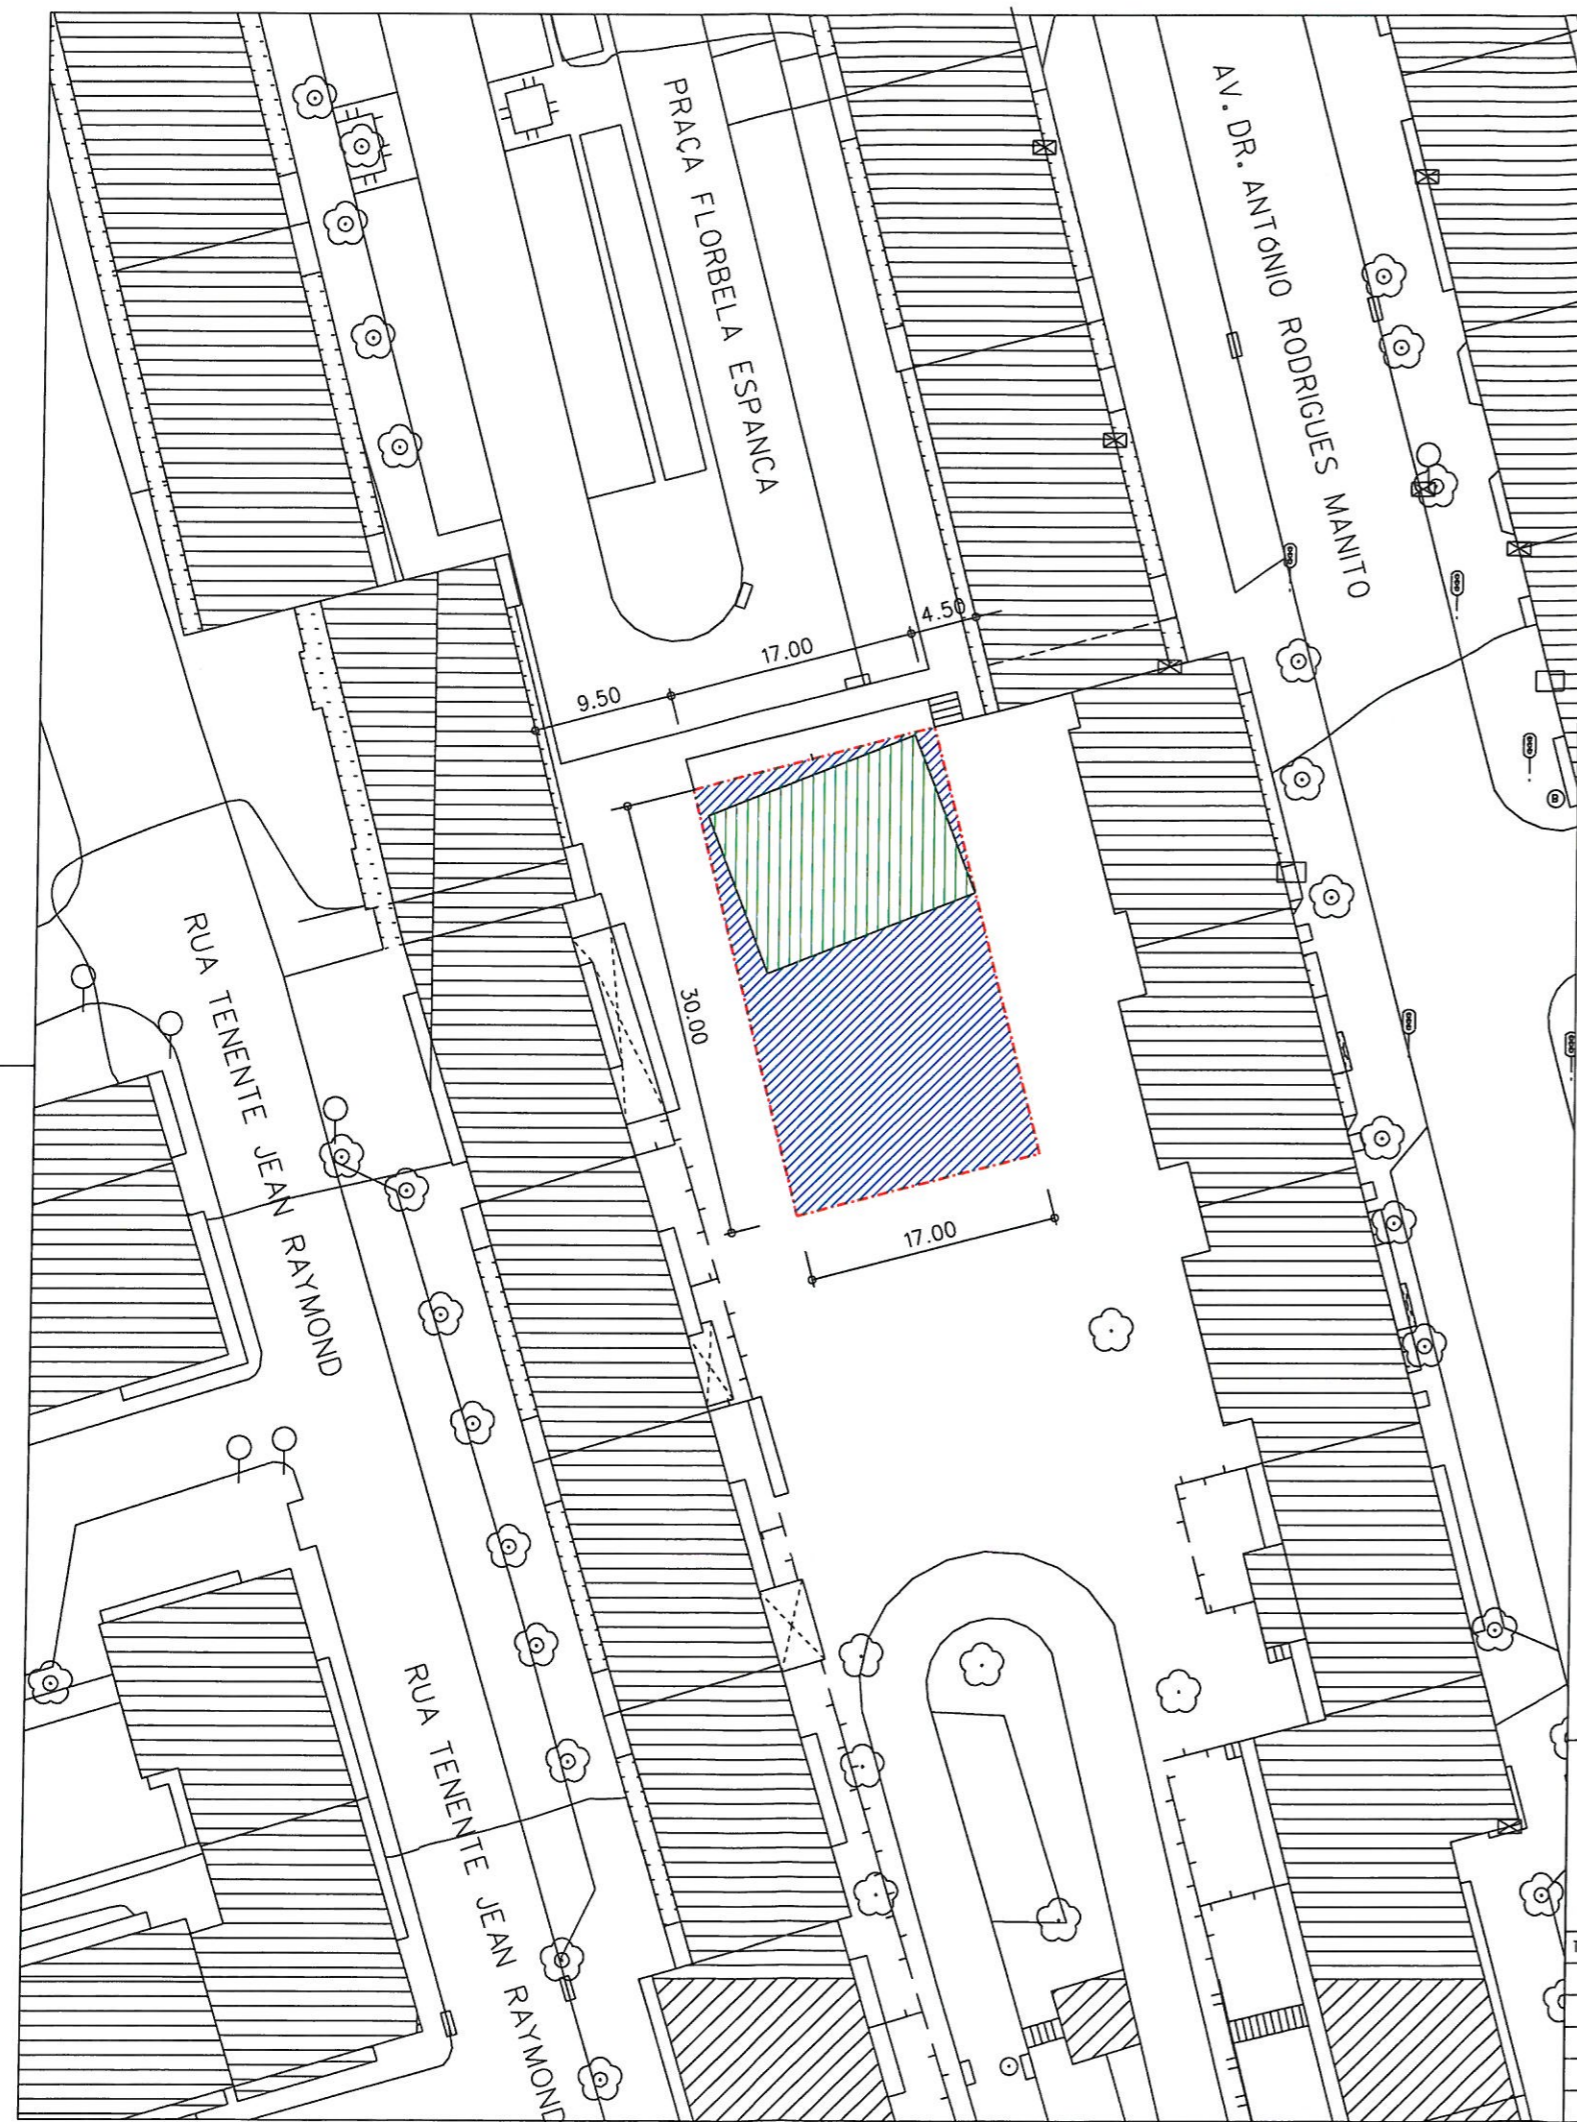 PRAÇA FLORBELA ESPANCA
AV. DR. ANTÓNIO RODRIGUES MANITO
4.50
17.00
9.50
30.00
17.00
RUA TENENTE JEAN RAYMOND
RUA TENENTE JEAN RAYMOND